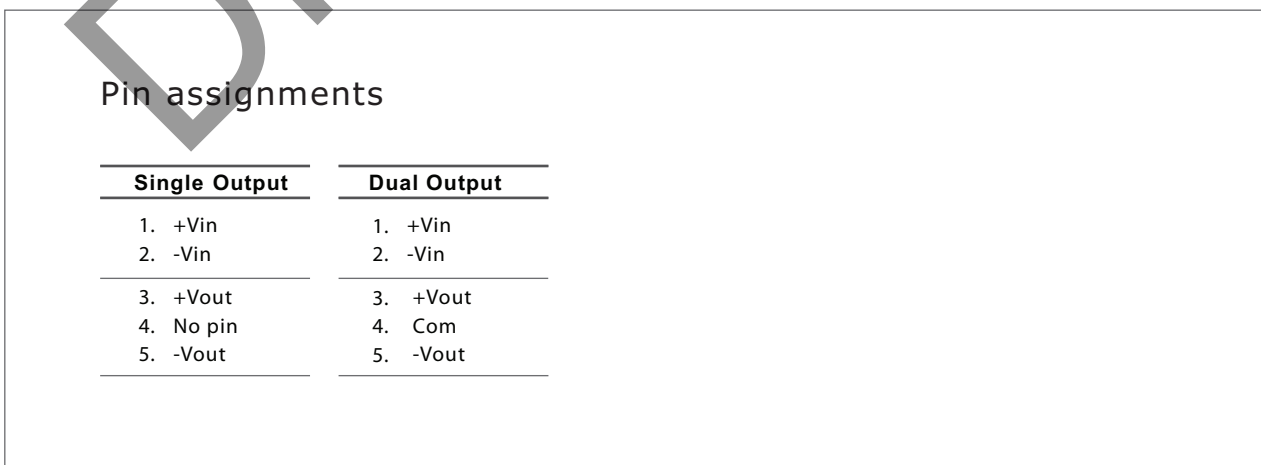 Pin assignments
Single Output
1. +Vin
2. -Vin
3. +Vout
4. No pin
5. -Vout
Dual Output
1. +Vin
2. -Vin
3. +Vout
4. Com
5. -Vout